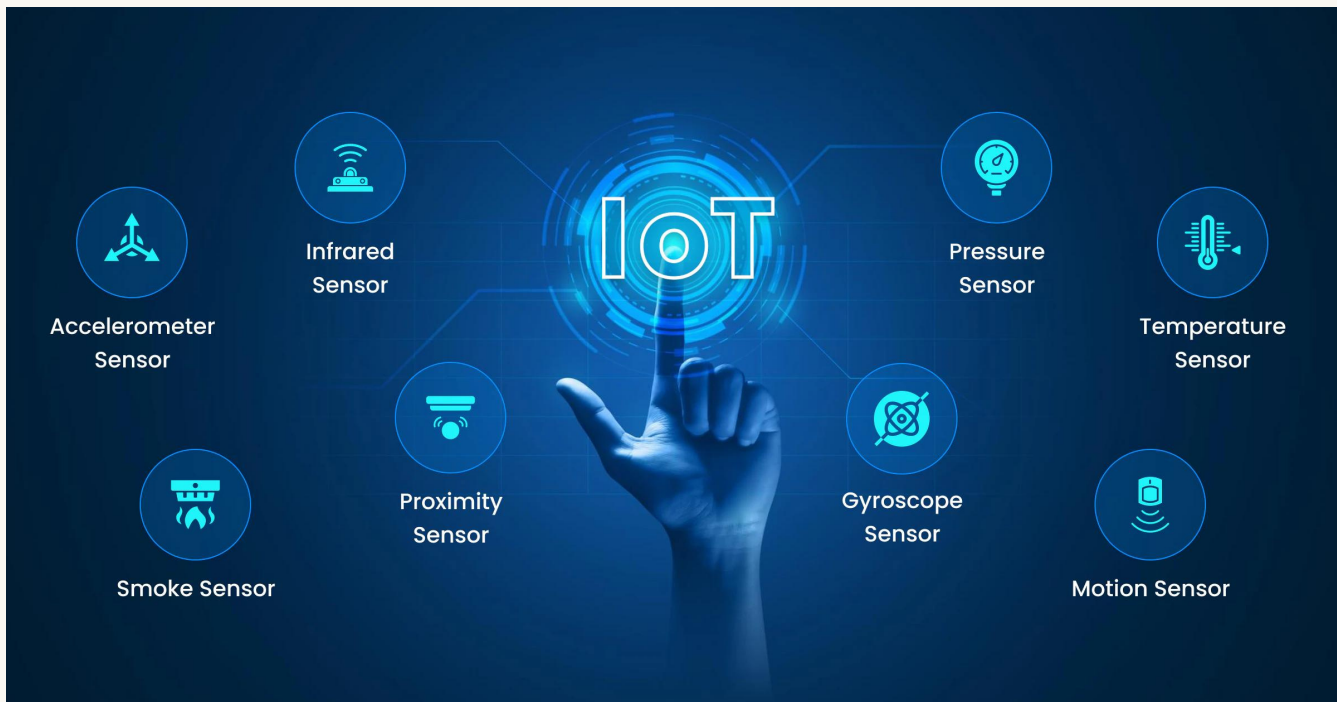 IoT
Infrared
Sensor
Pressure
Sensor
Accelerometer
Sensor
Temperature
Sensor
Proximity
Sensor
Gyroscope
Sensor
Smoke Sensor
Motion Sensor